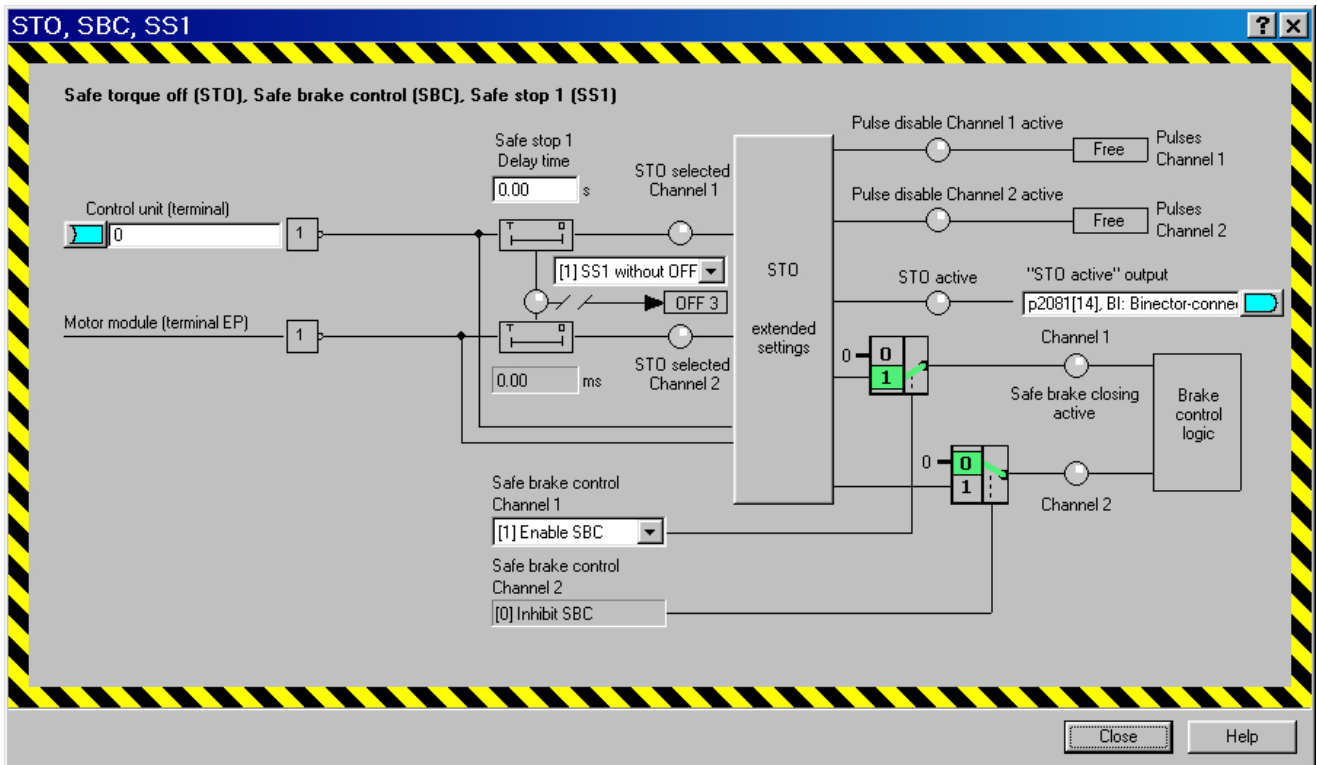 STO, SBC, SS1
Safe torque off (STO), Safe brake control (SBC), Safe stop 1 (SS1)
Safe stop 1
Delay time
0.00 s
STO selected
Channel 1
Pulse disable Channel 1 active
Free
Pulses
Channel 1
Control unit (terminal)
0
1
T 0
[1] SS1 without OFF
OFF 3
Pulse disable Channel 2 active
Free
Pulses
Channel 2
STO
extended
settings
STO active
"STO active" output
p2081[14], BI: Binector-conne
Motor module (terminal EP)
1
T 0
STO selected
Channel 2
0.00 ms
0 0
1
Channel 1
Safe brake closing
active
Brake
control
logic
0 0
1
Channel 2
Safe brake control
Channel 1
[1] Enable SBC
Safe brake control
Channel 2
[0] Inhibit SBC
Close
Help